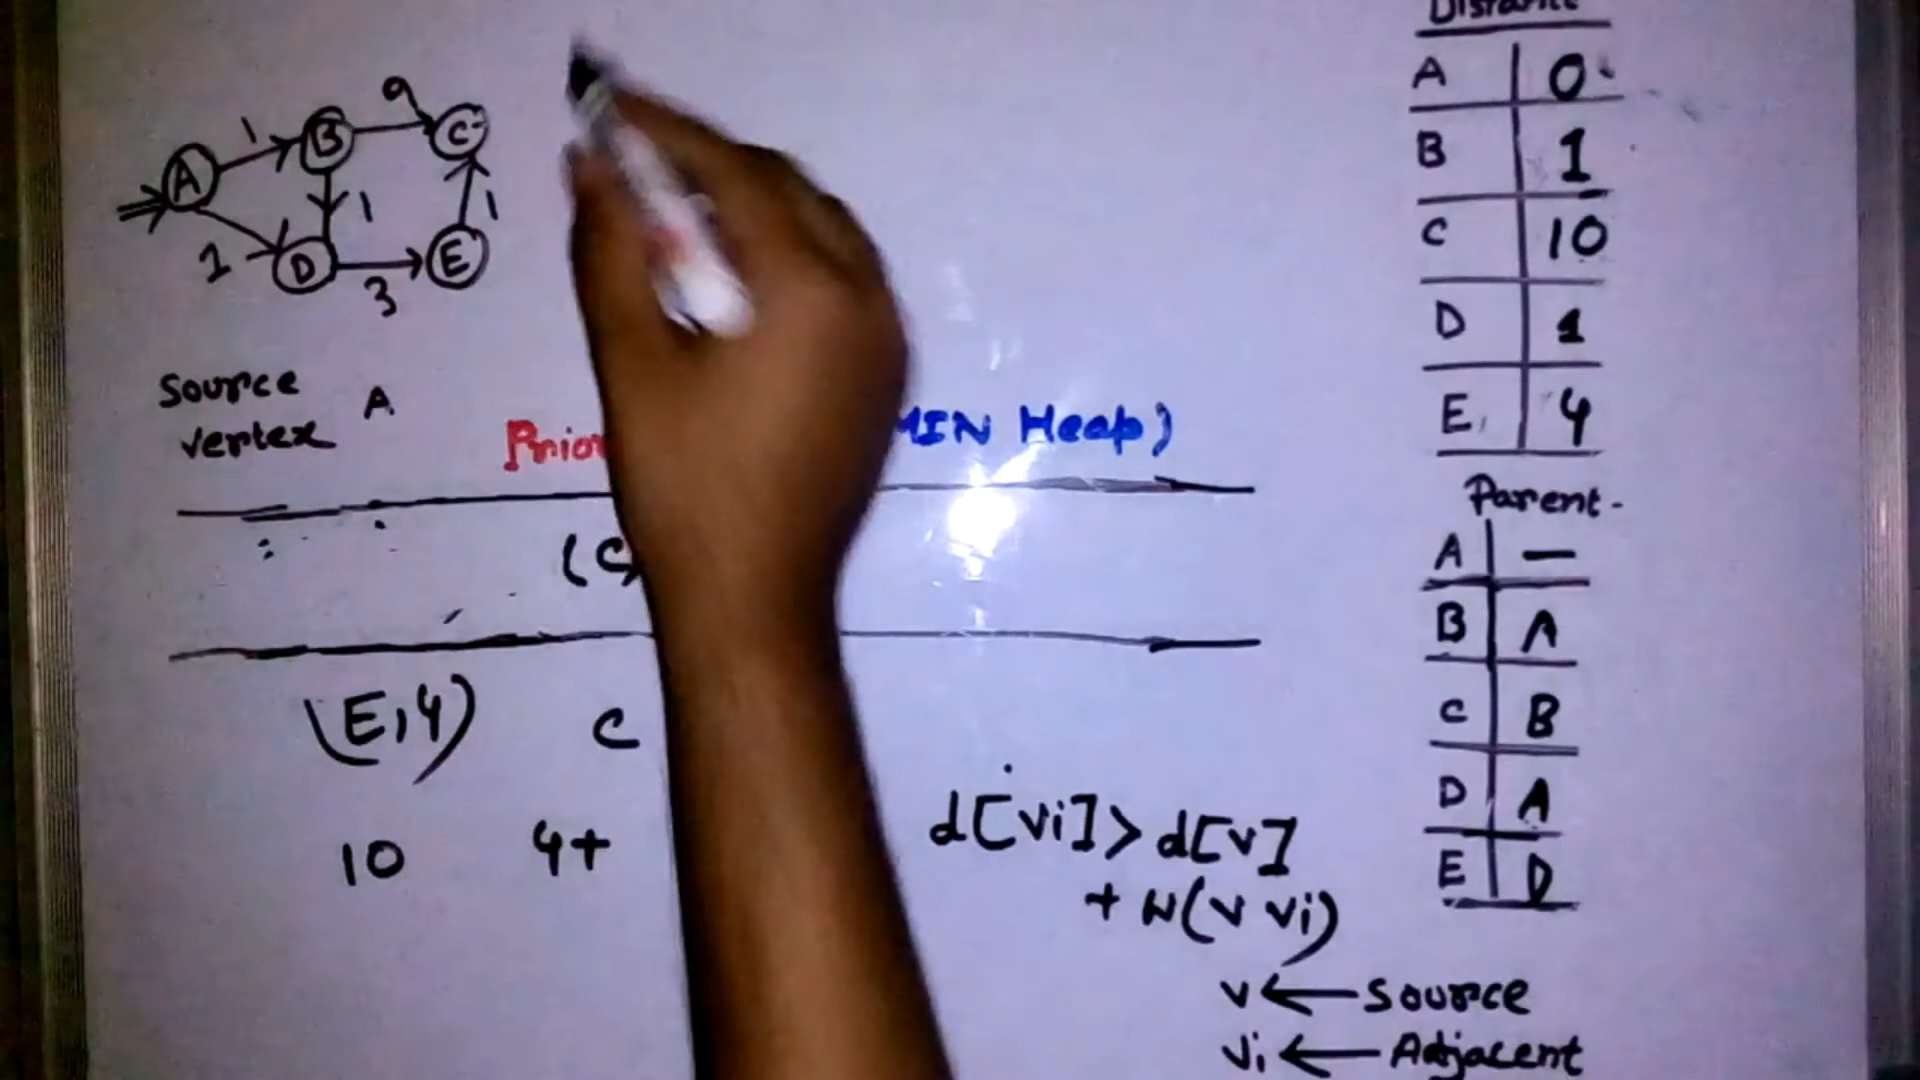 Distance
A 0
B 1
C 10
D 1
E 4
A 1 B 9 C
1
1
1 D 3 E
Source
vertex A
MIN Heap)
(C
(E,4) C
10 4+
d[vi]>d[v]
+ w(v vi)
v ← Source
vi ← Adjacent
Parent
A —
B A
C B
D A
E D